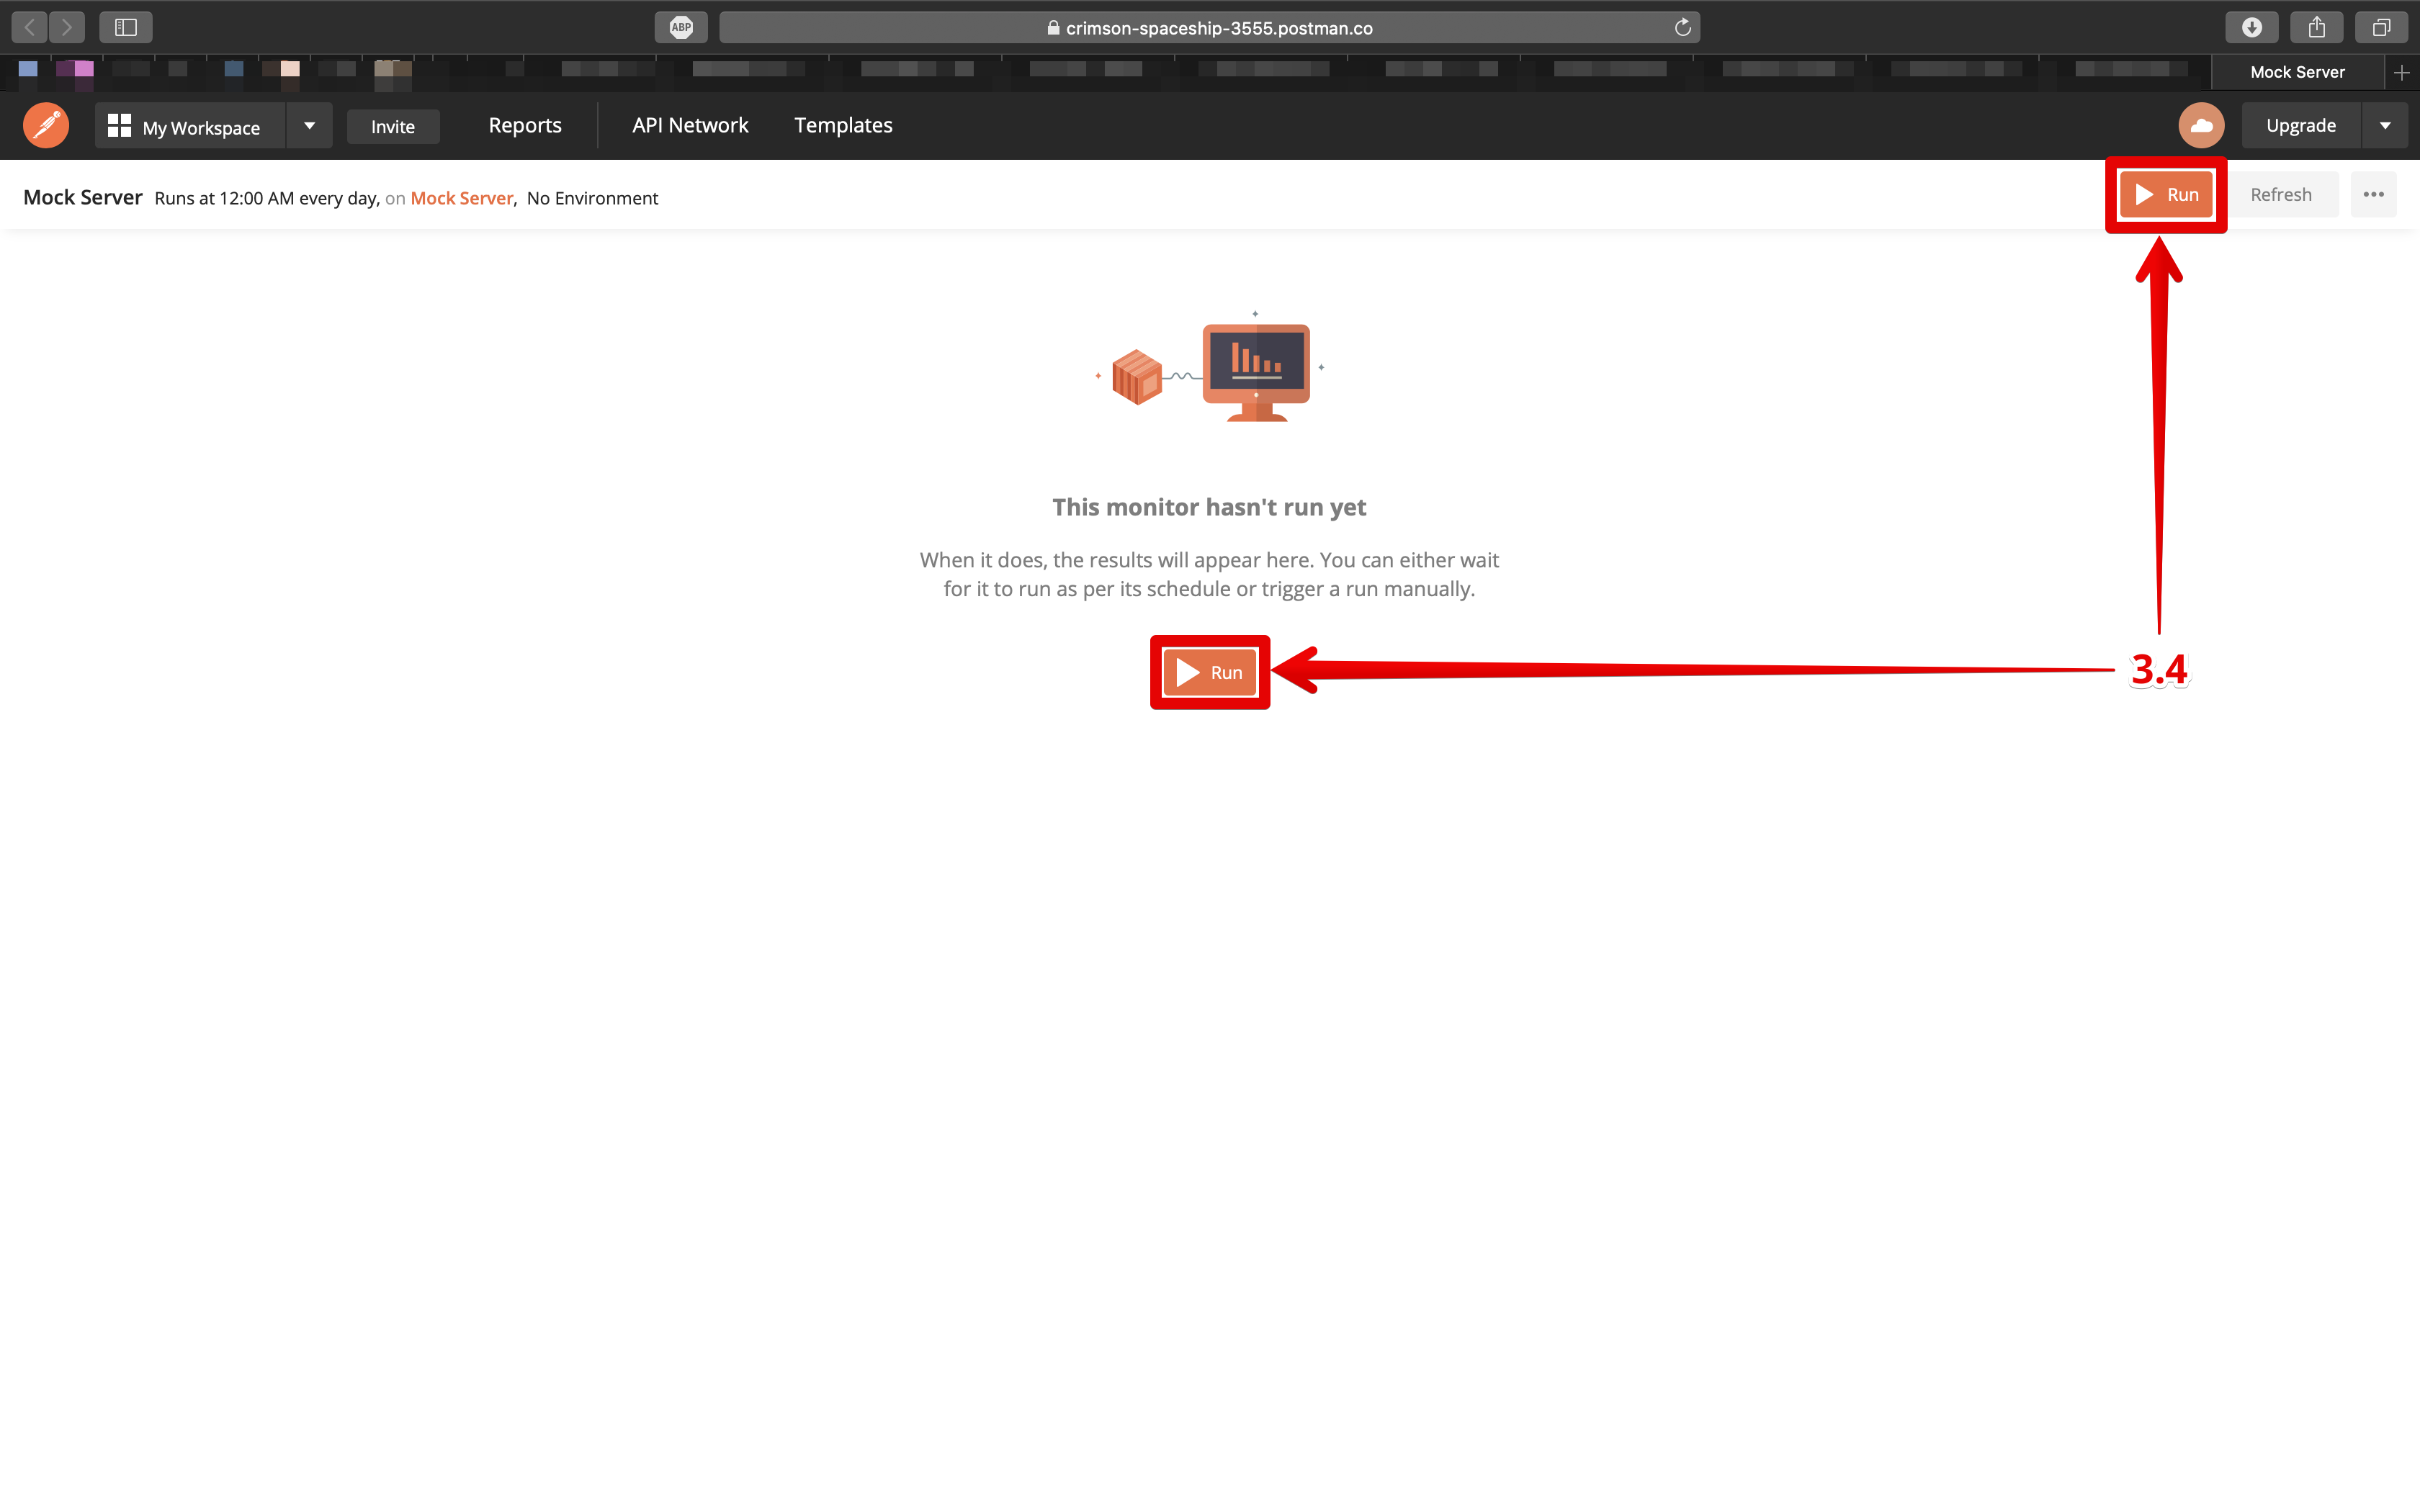 ABP
crimson-spaceship-3555.postman.co
Mock Server
My Workspace
Invite
Reports
API Network
Templates
Upgrade
Mock Server Runs at 12:00 AM every day, on Mock Server, No Environment
Run
Refresh
This monitor hasn't run yet
When it does, the results will appear here. You can either wait
for it to run as per its schedule or trigger a run manually.
Run
3.4